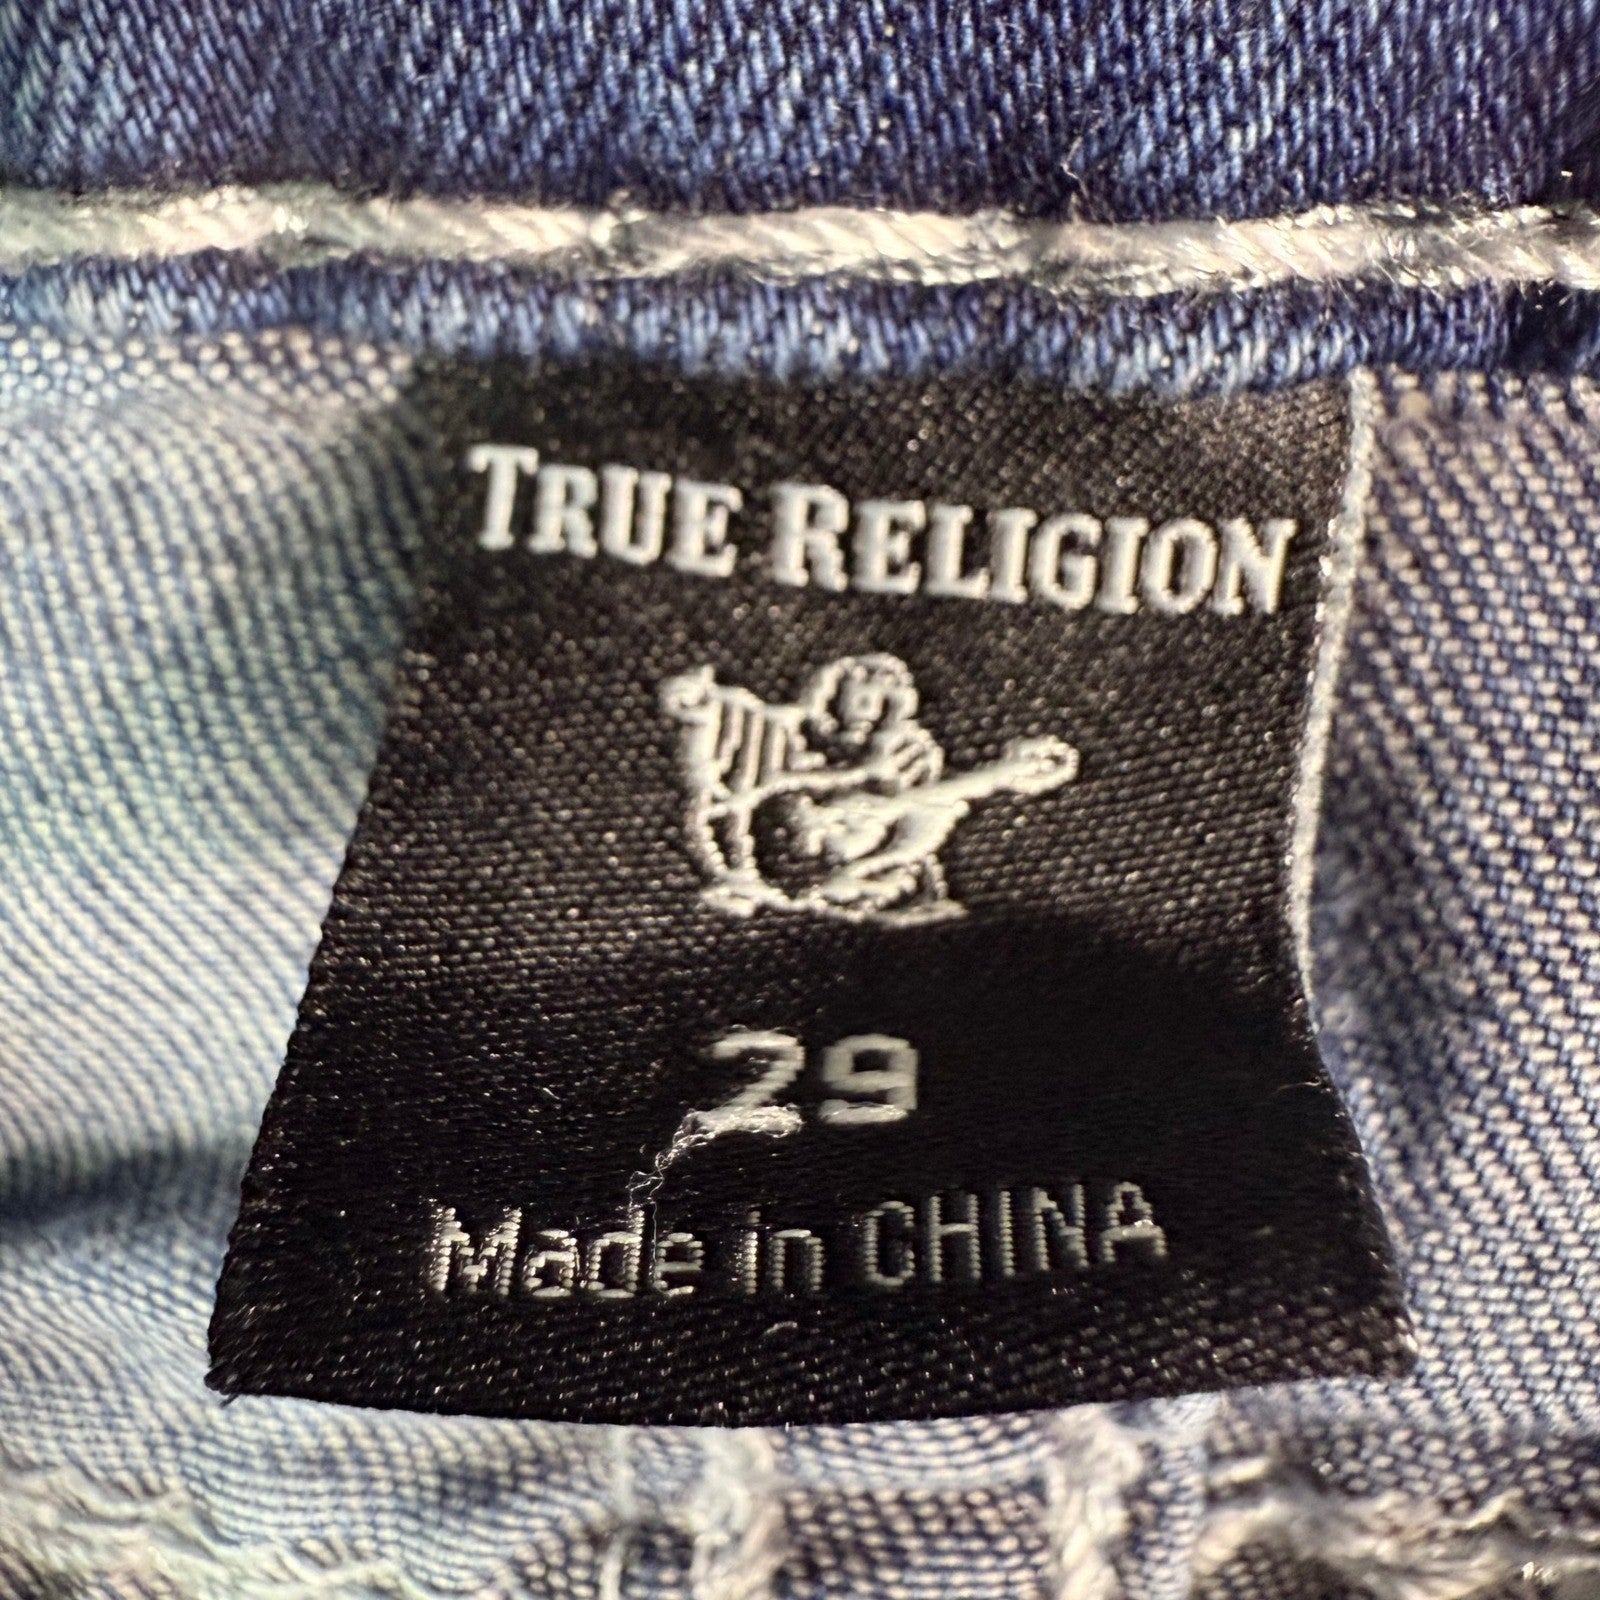 TRUE RELIGION
29
Made in CHINA